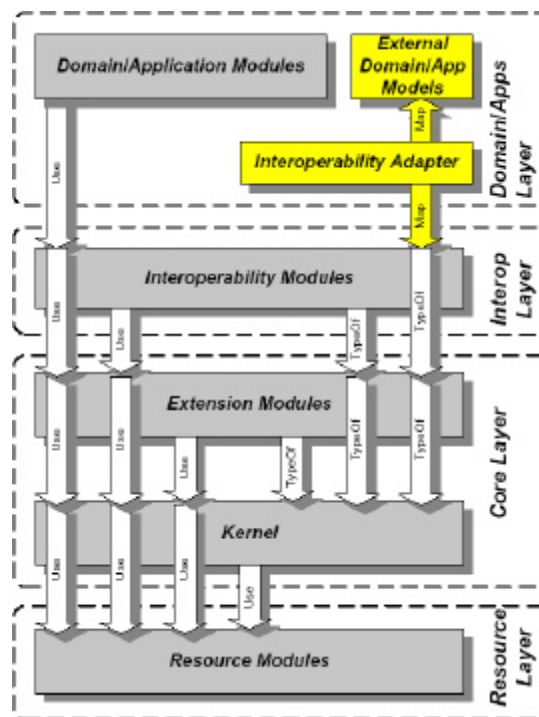 Domain/Application Modules
External
Domain/App
Models
Domain/Apps
Layer
Map
Interoperability Adapter
Use
Map
Interoperability Modules
Interop
Layer
Use
TypeOf
Use
TypeOf
Extension Modules
Core Layer
Use
Use
TypeOf
TypeOf
Use
TypeOf
Kernel
Use
Use
Use
Use
Resource Modules
Resource
Layer